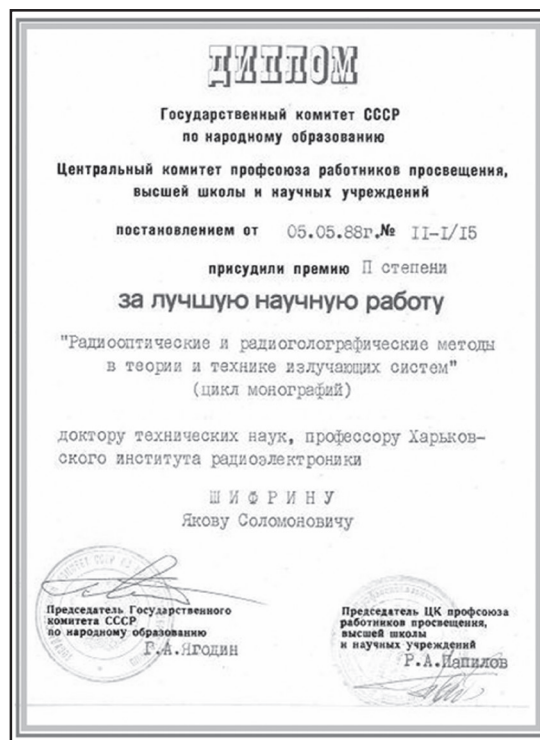 ДИПЛОМ
Государственный комитет СССР
по народному образованию
Центральный комитет профсоюза работников просвещения,
высшей школы и научных учреждений
постановлением от 05.05.88г.№ II-I/I5
присудили премию II степени
за лучшую научную работу
"Радиооптические и радиоголографические методы
в теории и технике излучающих систем"
(цикл монографий)
доктору технических наук, профессору Харьков-
ского института радиоэлектроники
ШИФРИНУ
Якову Соломоновичу
Председатель Государственного
комитета СССР
по народному образованию
Г.А.Ягодин
Председатель ЦК профсоюза
работников просвещения,
высшей школы
и научных учреждений
Р.А.Папилов